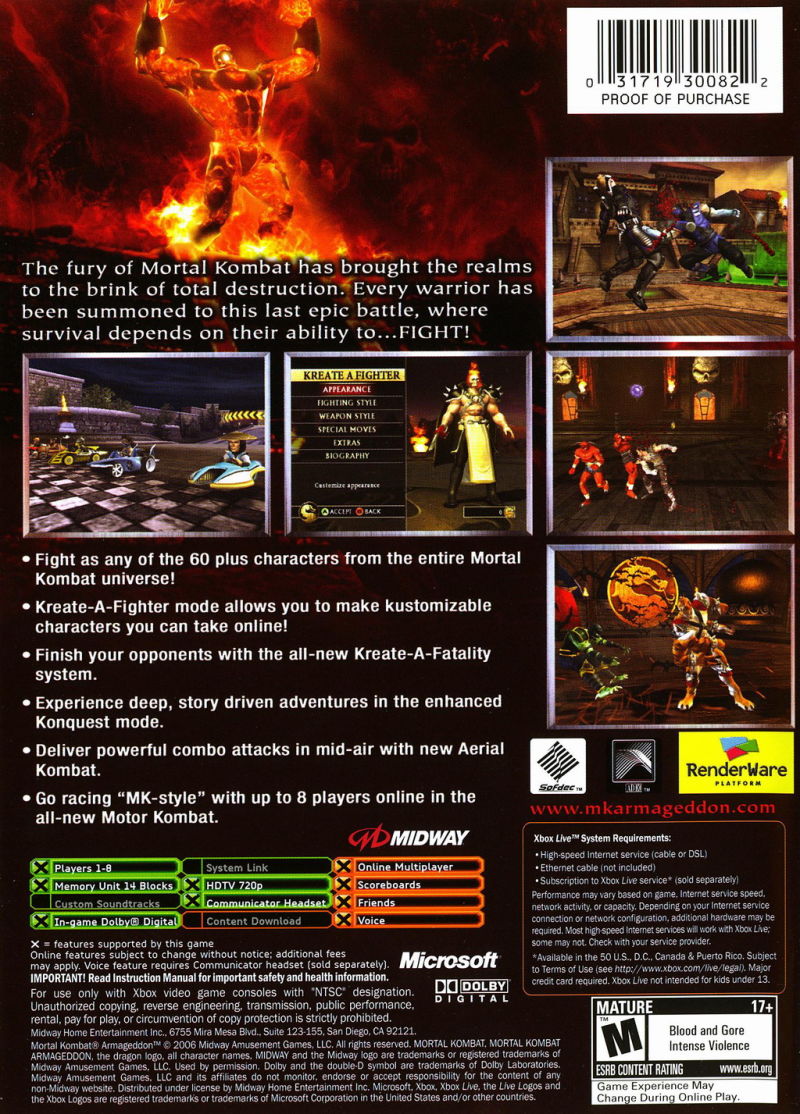 0 31719 30082 2
PROOF OF PURCHASE
The fury of Mortal Kombat has brought the realms
to the brink of total destruction. Every warrior has
been summoned to this last epic battle, where
survival depends on their ability to...FIGHT!
KREATE A FIGHTER
APPEARANCE
FIGHTING STYLE
WEAPON STYLE
SPECIAL MOVES
EXTRAS
BIOGRAPHY
Customize appearance
A ACCEPT B BACK
0
• Fight as any of the 60 plus characters from the entire Mortal
Kombat universe!
• Kreate-A-Fighter mode allows you to make kustomizable
characters you can take online!
• Finish your opponents with the all-new Kreate-A-Fatality
system.
• Experience deep, story driven adventures in the enhanced
Konquest mode.
• Deliver powerful combo attacks in mid-air with new Aerial
Kombat.
• Go racing “MK-style” with up to 8 players online in the
all-new Motor Kombat.
Sofdec™
ADX ™
RenderWare
PLATFORM
www.mkarmageddon.com
MIDWAY
X Players 1-8
System Link
X Online Multiplayer
X Memory Unit 14 Blocks
X HDTV 720p
X Scoreboards
Custom Soundtracks
X Communicator Headset
X Friends
X In-game Dolby® Digital
Content Download
X Voice
X = features supported by this game
Online features subject to change without notice; additional fees
may apply. Voice feature requires Communicator headset (sold separately).
IMPORTANT! Read Instruction Manual for important safety and health information.
For use only with Xbox video game consoles with "NTSC" designation.
Unauthorized copying, reverse engineering, transmission, public performance,
rental, pay for play, or circumvention of copy protection is strictly prohibited.
Microsoft®
DOLBY
DIGITAL
Midway Home Entertainment Inc., 6755 Mira Mesa Blvd., Suite 123-155, San Diego, CA 92121.
Mortal Kombat® Armageddon™ © 2006 Midway Amusement Games, LLC. All rights reserved. MORTAL KOMBAT, MORTAL KOMBAT
ARMAGEDDON, the dragon logo, all character names, MIDWAY and the Midway logo are trademarks or registered trademarks of
Midway Amusement Games, LLC. Used by permission. Dolby and the double-D symbol are trademarks of Dolby Laboratories.
Midway Amusement Games, LLC and its affiliates do not monitor, endorse or accept responsibility for the content of any
non-Midway website. Distributed under license by Midway Home Entertainment Inc. Microsoft, Xbox, Xbox Live, the Live Logos and
the Xbox Logos are registered trademarks or trademarks of Microsoft Corporation in the United States and/or other countries.
Xbox Live™ System Requirements:
• High-speed Internet service (cable or DSL)
• Ethernet cable (not included)
• Subscription to Xbox Live service* (sold separately)
Performance may vary based on game, Internet service speed,
network activity, or capacity. Depending on your Internet service
connection or network configuration, additional hardware may be
required. Most high-speed Internet services will work with Xbox Live;
some may not. Check with your service provider.
*Available in the 50 U.S., D.C., Canada & Puerto Rico. Subject
to Terms of Use (see http://www.xbox.com/live/legal). Major
credit card required. Xbox Live not intended for kids under 13.
MATURE 17+
M
™
®
Blood and Gore
Intense Violence
ESRB CONTENT RATING www.esrb.org
Game Experience May
Change During Online Play.